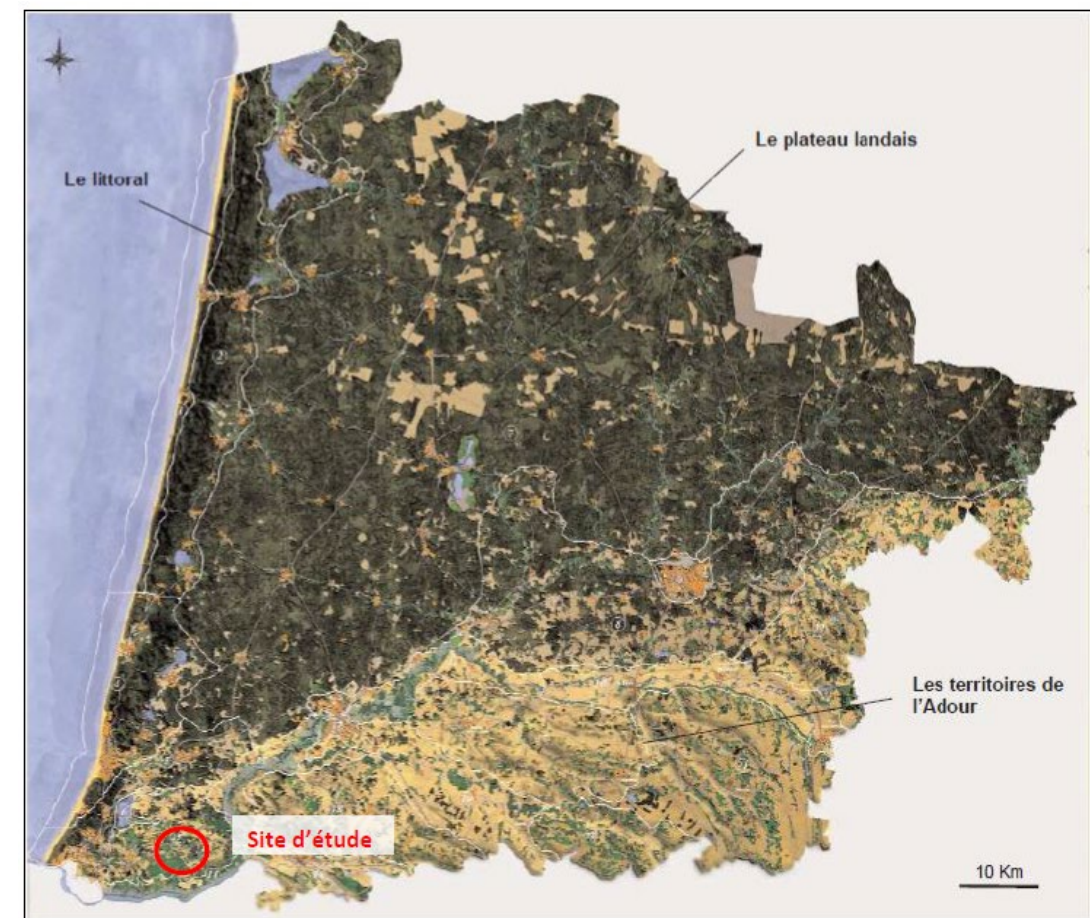 Le plateau landais
Le littoral
Les territoires de
l'Adour
Site d'étude
10 Km